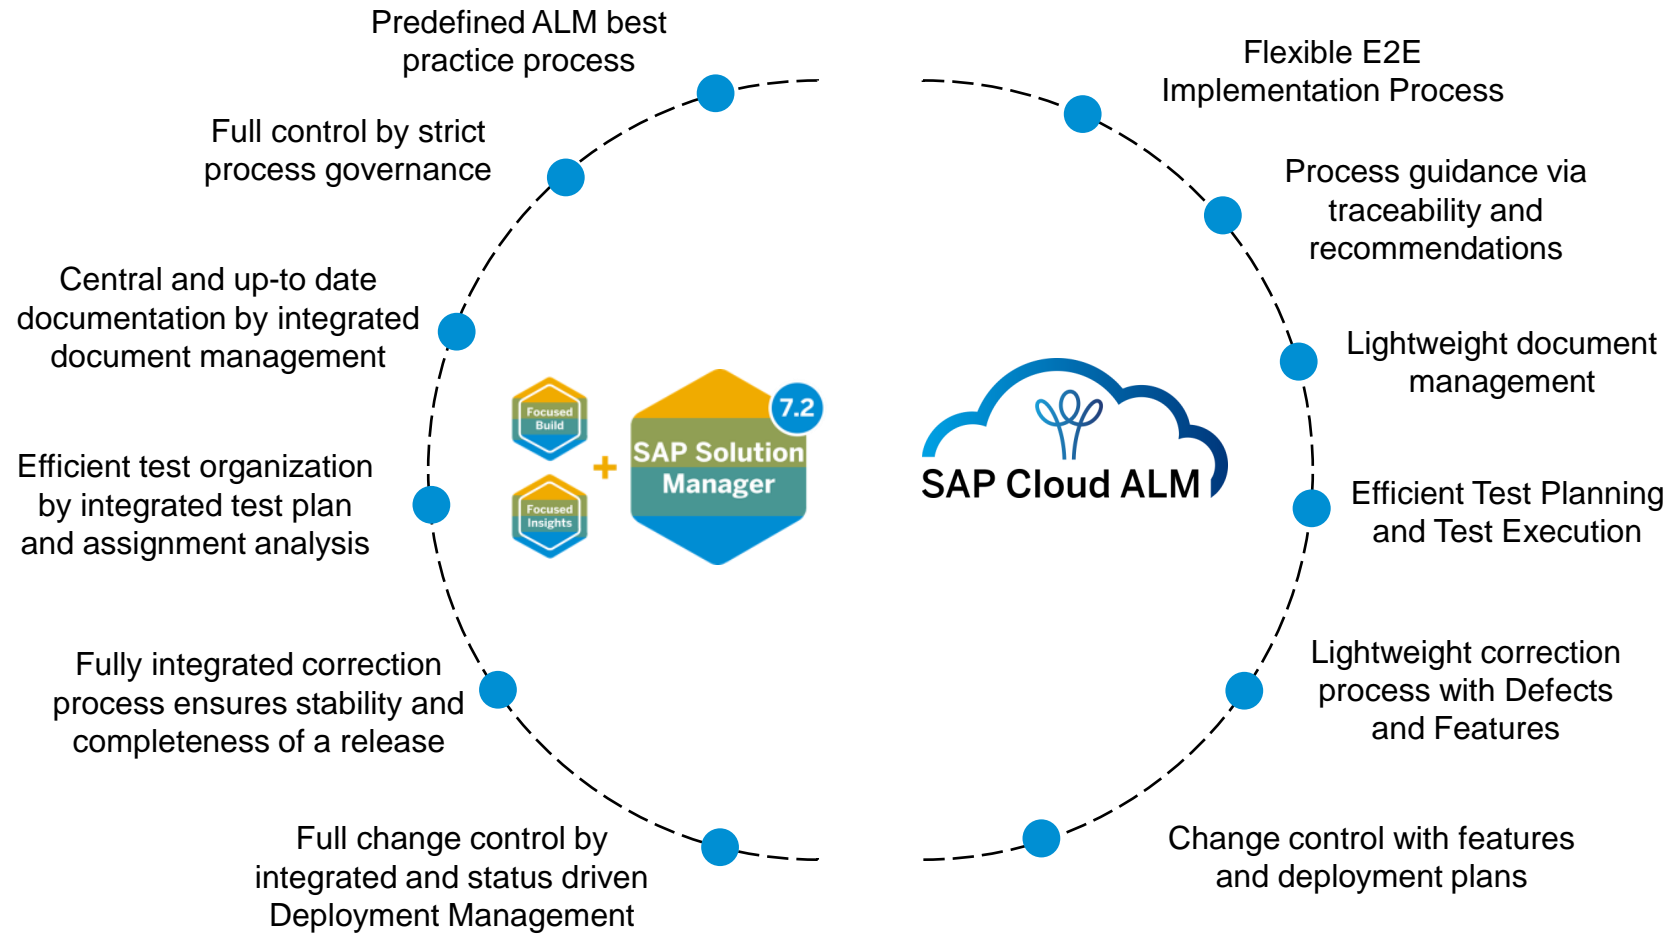 Predefined ALM best
practice process
Full control by strict
process governance
Central and up-to date
documentation by integrated
document management
Efficient test organization
by integrated test plan
and assignment analysis
Fully integrated correction
process ensures stability and
completeness of a release
Full change control by
integrated and status driven
Deployment Management
Focused
Build
Focused
Insights
+
7.2
SAP Solution
Manager
SAP Cloud ALM
Flexible E2E
Implementation Process
Process guidance via
traceability and
recommendations
Lightweight document
management
Efficient Test Planning
and Test Execution
Lightweight correction
process with Defects
and Features
Change control with features
and deployment plans